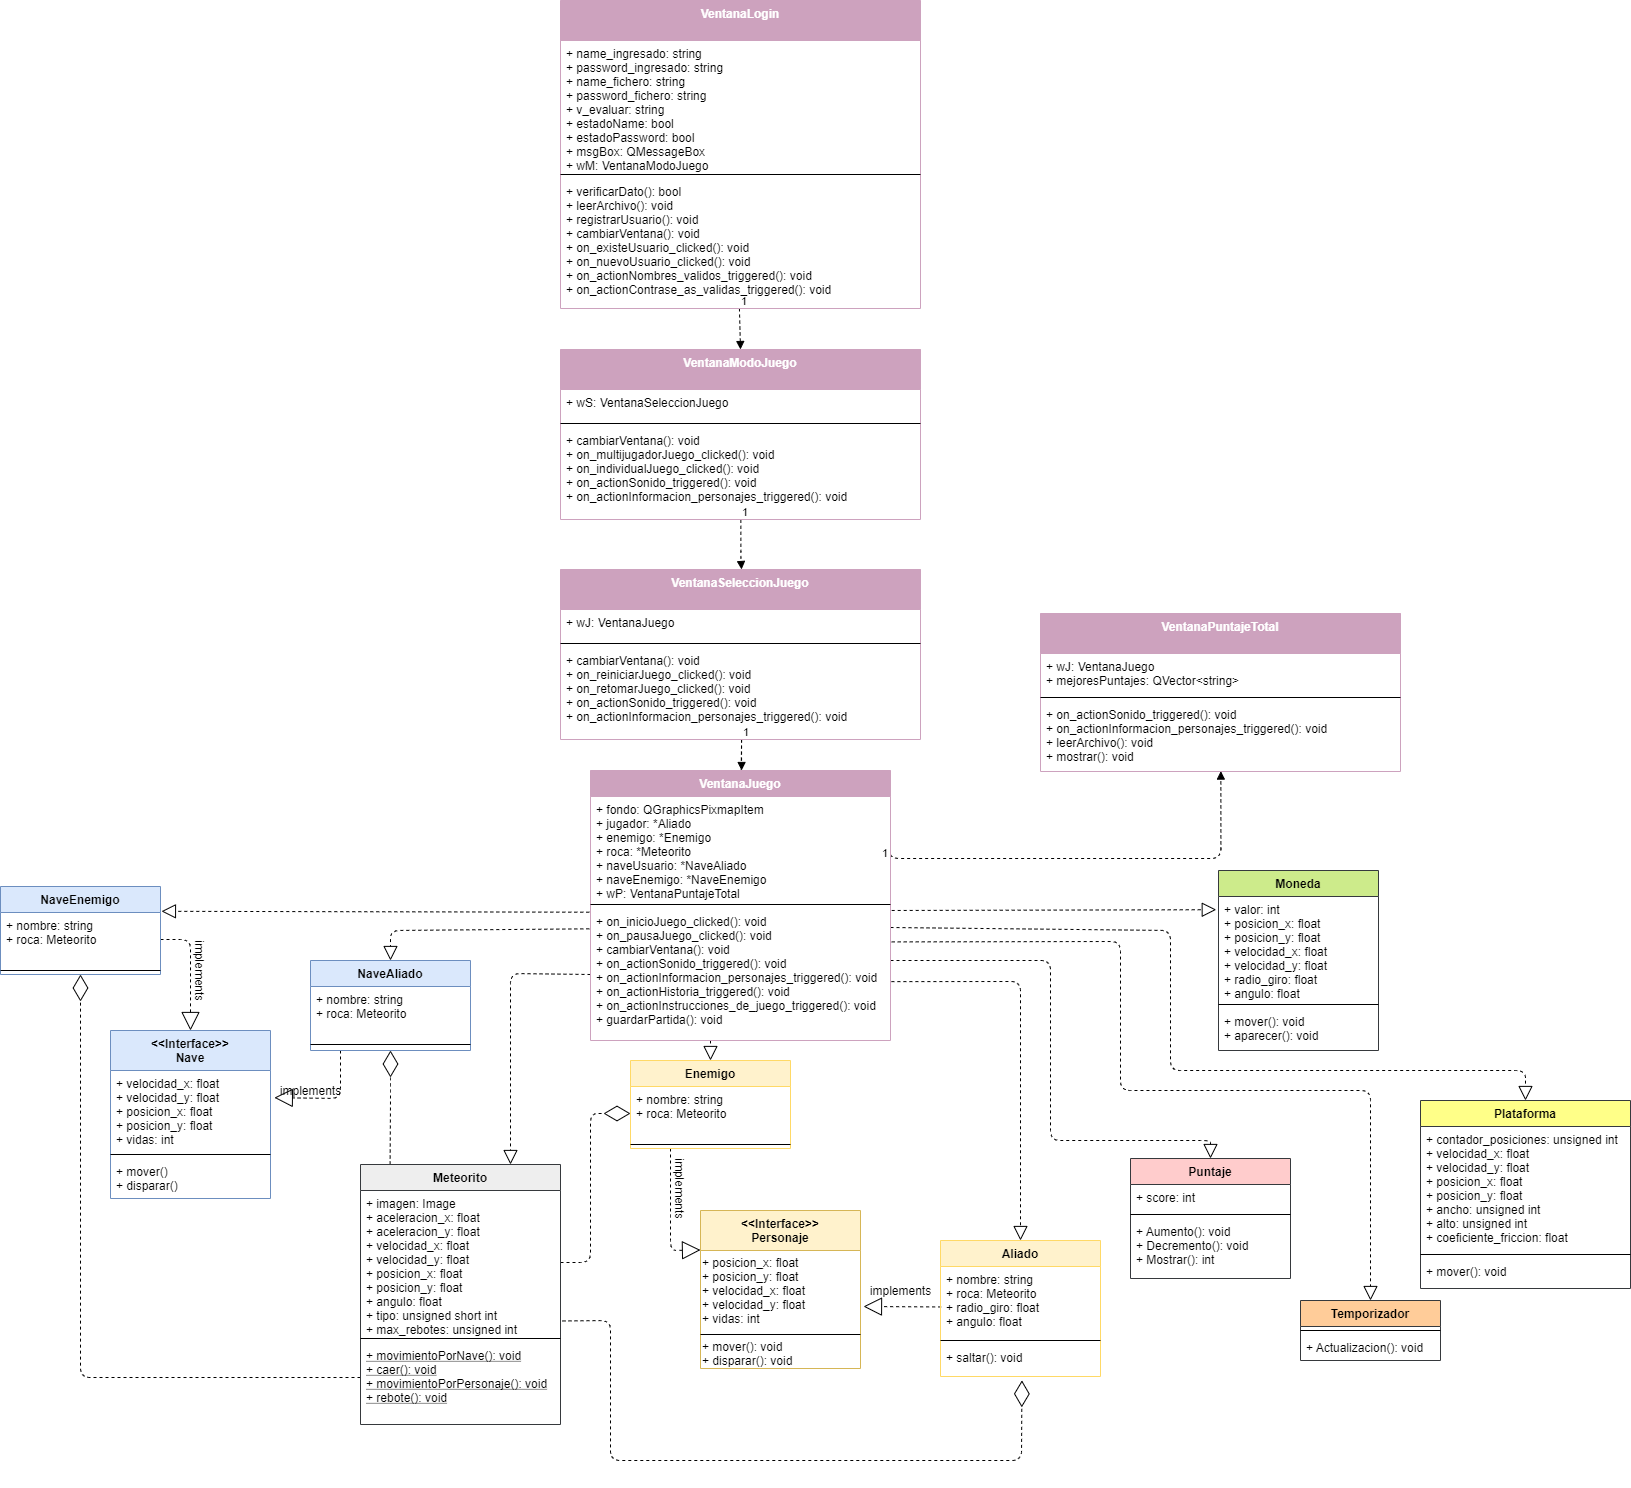 VentanaLogin
+ name_ingresado: string
+ password_ingresado: string
+ name_fichero: string
+ password_fichero: string
+ v_evaluar: string
+ estadoName: bool
+ estadoPassword: bool
+ msgBox: QMessageBox
+ wM: VentanaModoJuego
+ verificarDato(): bool
+ leerArchivo(): void
+ registrarUsuario(): void
+ cambiarVentana(): void
+ on_existeUsuario_clicked(): void
+ on_nuevoUsuario_clicked(): void
+ on_actionNombres_validos_triggered(): void
+ on_actionContrase_as_validas_triggered(): void
1
VentanaModoJuego
+ wS: VentanaSeleccionJuego
+ cambiarVentana(): void
+ on_multijugadorJuego_clicked(): void
+ on_individualJuego_clicked(): void
+ on_actionSonido_triggered(): void
+ on_actionInformacion_personajes_triggered(): void
1
VentanaSeleccionJuego
+ wJ: VentanaJuego
+ cambiarVentana(): void
+ on_reiniciarJuego_clicked(): void
+ on_retomarJuego_clicked(): void
+ on_actionSonido_triggered(): void
+ on_actionInformacion_personajes_triggered(): void
1
VentanaPuntajeTotal
+ wJ: VentanaJuego
+ mejoresPuntajes: QVector<string>
+ on_actionSonido_triggered(): void
+ on_actionInformacion_personajes_triggered(): void
+ leerArchivo(): void
+ mostrar(): void
VentanaJuego
+ fondo: QGraphicsPixmapItem
+ jugador: *Aliado
+ enemigo: *Enemigo
+ roca: *Meteorito
+ naveUsuario: *NaveAliado
+ naveEnemigo: *NaveEnemigo
+ wP: VentanaPuntajeTotal
+ on_inicioJuego_clicked(): void
+ on_pausaJuego_clicked(): void
+ cambiarVentana(): void
+ on_actionSonido_triggered(): void
+ on_actionInformacion_personajes_triggered(): void
+ on_actionHistoria_triggered(): void
+ on_actionInstrucciones_de_juego_triggered(): void
+ guardarPartida(): void
1
NaveEnemigo
+ nombre: string
+ roca: Meteorito
implements
NaveAliado
+ nombre: string
+ roca: Meteorito
implements
<<Interface>>
Nave
+ velocidad_x: float
+ velocidad_y: float
+ posicion_x: float
+ posicion_y: float
+ vidas: int
+ mover()
+ disparar()
Moneda
+ valor: int
+ posicion_x: float
+ posicion_y: float
+ velocidad_x: float
+ velocidad_y: float
+ radio_giro: float
+ angulo: float
+ mover(): void
+ aparecer(): void
Enemigo
+ nombre: string
+ roca: Meteorito
implements
Meteorito
+ imagen: Image
+ aceleracion_x: float
+ aceleracion_y: float
+ velocidad_x: float
+ velocidad_y: float
+ posicion_x: float
+ posicion_y: float
+ angulo: float
+ tipo: unsigned short int
+ max_rebotes: unsigned int
+ movimientoPorNave(): void
+ caer(): void
+ movimientoPorPersonaje(): void
+ rebote(): void
<<Interface>>
Personaje
+ posicion_x: float
+ posicion_y: float
+ velocidad_x: float
+ velocidad_y: float
+ vidas: int
+ mover(): void
+ disparar(): void
implements
Aliado
+ nombre: string
+ roca: Meteorito
+ radio_giro: float
+ angulo: float
+ saltar(): void
Puntaje
+ score: int
+ Aumento(): void
+ Decremento(): void
+ Mostrar(): int
Plataforma
+ contador_posiciones: unsigned int
+ velocidad_x: float
+ velocidad_y: float
+ posicion_x: float
+ posicion_y: float
+ ancho: unsigned int
+ alto: unsigned int
+ coeficiente_friccion: float
+ mover(): void
Temporizador
+ Actualizacion(): void